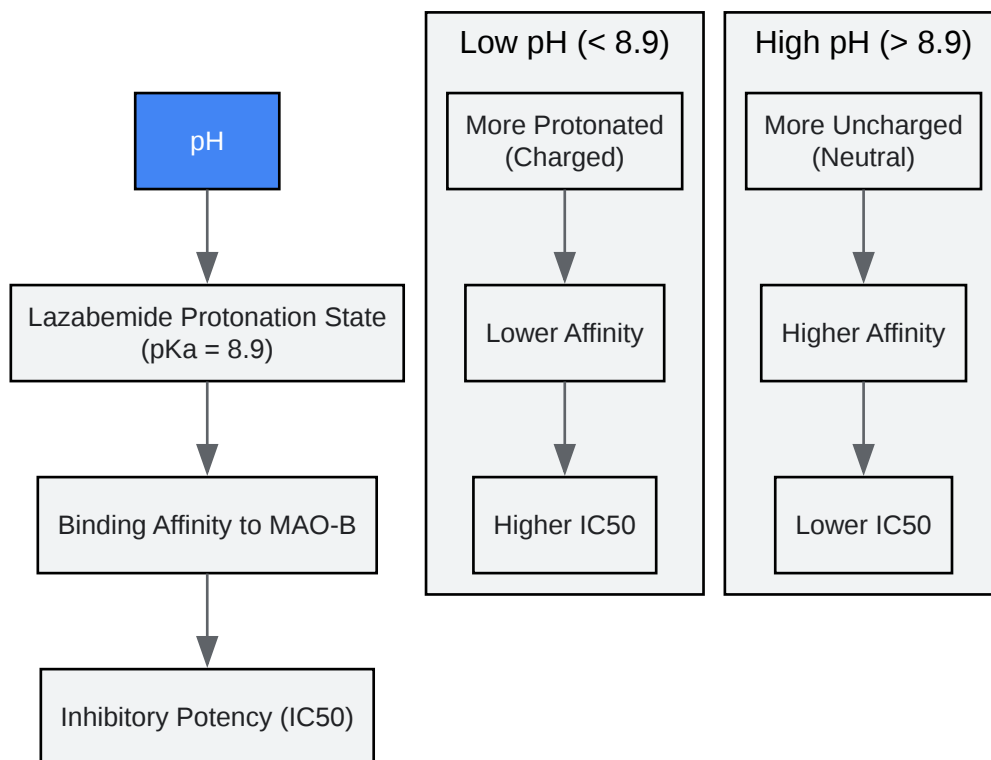 pH
Lazabemide Protonation State
(pKa = 8.9)
Binding Affinity to MAO-B
Inhibitory Potency (IC50)
Low pH (< 8.9)
More Protonated
(Charged)
Lower Affinity
Higher IC50
High pH (> 8.9)
More Uncharged
(Neutral)
Higher Affinity
Lower IC50